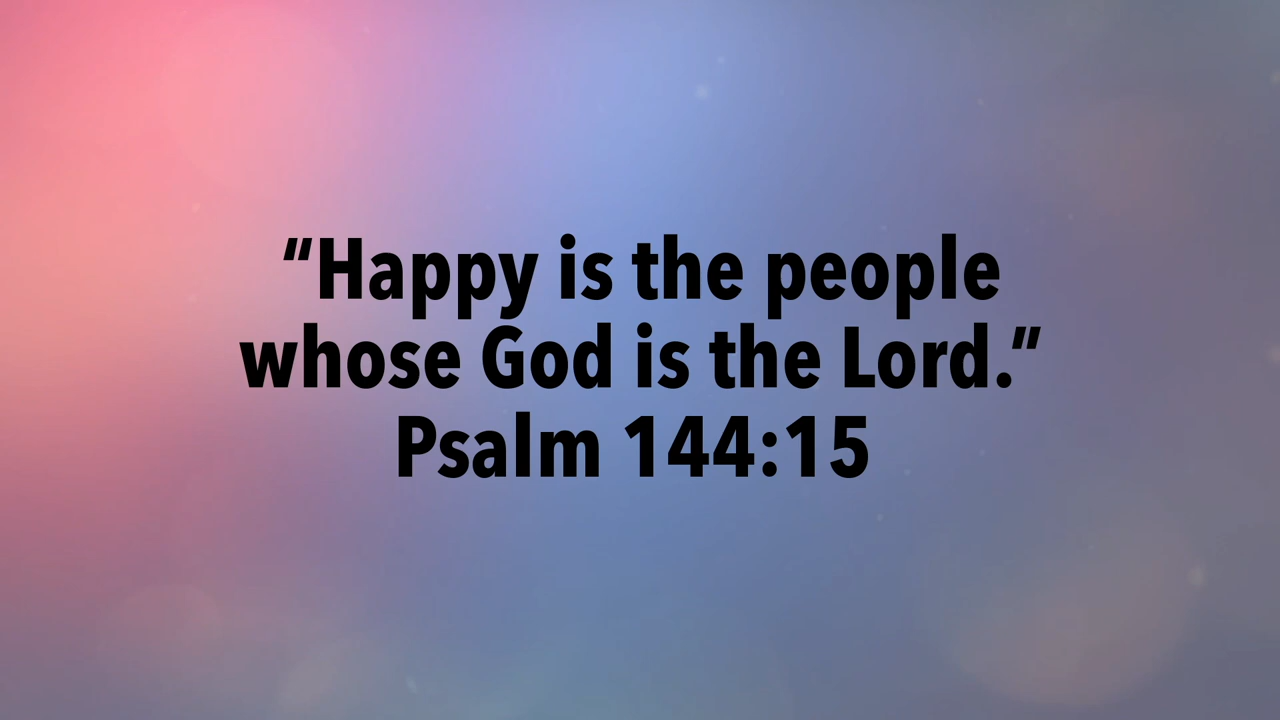 “Happy is the people
whose God is the Lord.”
Psalm 144:15